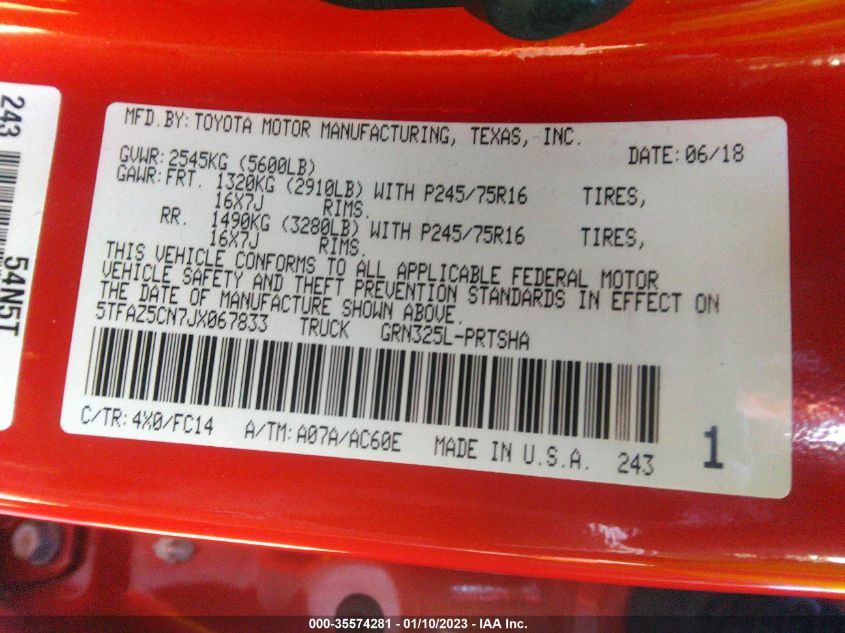 MFD.BY: TOYOTA MOTOR MANUFACTURING, TEXAS, INC.
DATE: 06/18
GVWR: 2545KG (5600LB)
GAWR: FRT. 1320KG (2910LB) WITH P245/75R16 TIRES,
16X7J RIMS.
RR. 1490KG (3280LB) WITH P245/75R16 TIRES,
16X7J RIMS.
THIS VEHICLE CONFORMS TO ALL APPLICABLE FEDERAL MOTOR
VEHICLE SAFETY AND THEFT PREVENTION STANDARDS IN EFFECT ON
THE DATE OF MANUFACTURE SHOWN ABOVE.
5TFAZ5CN7JX067833 TRUCK GRN325L-PRTSHA
C/TR: 4X0/FC14 A/TM: A07A/AC60E MADE IN U.S.A. 243
1
243
54N5T
000-35574281 - 01/10/2023 - IAA Inc.